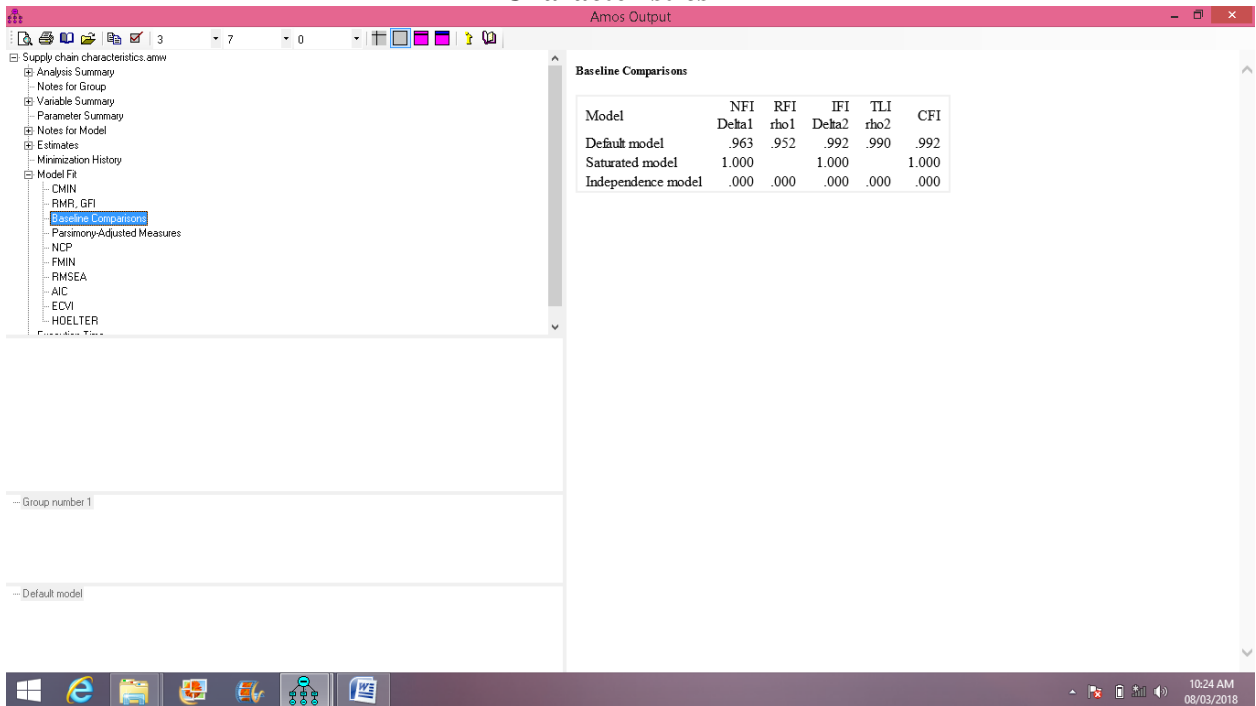 Amos Output
3 7 0
Supply chain characteristics.amw
Analysis Summary
Notes for Group
Variable Summary
Parameter Summary
Notes for Model
Estimates
Minimization History
Model Fit
CMIN
RMR, GFI
Baseline Comparisons
Parsimony-Adjusted Measures
NCP
FMIN
RMSEA
AIC
ECVI
HOELTER
Group number 1
Default model
Baseline Comparisons
Model NFI Delta1 RFI rho1 IFI Delta2 TLI rho2 CFI
Default model .963 .952 .992 .990 .992
Saturated model 1.000 1.000 1.000
Independence model .000 .000 .000 .000 .000
10:24 AM
08/03/2018